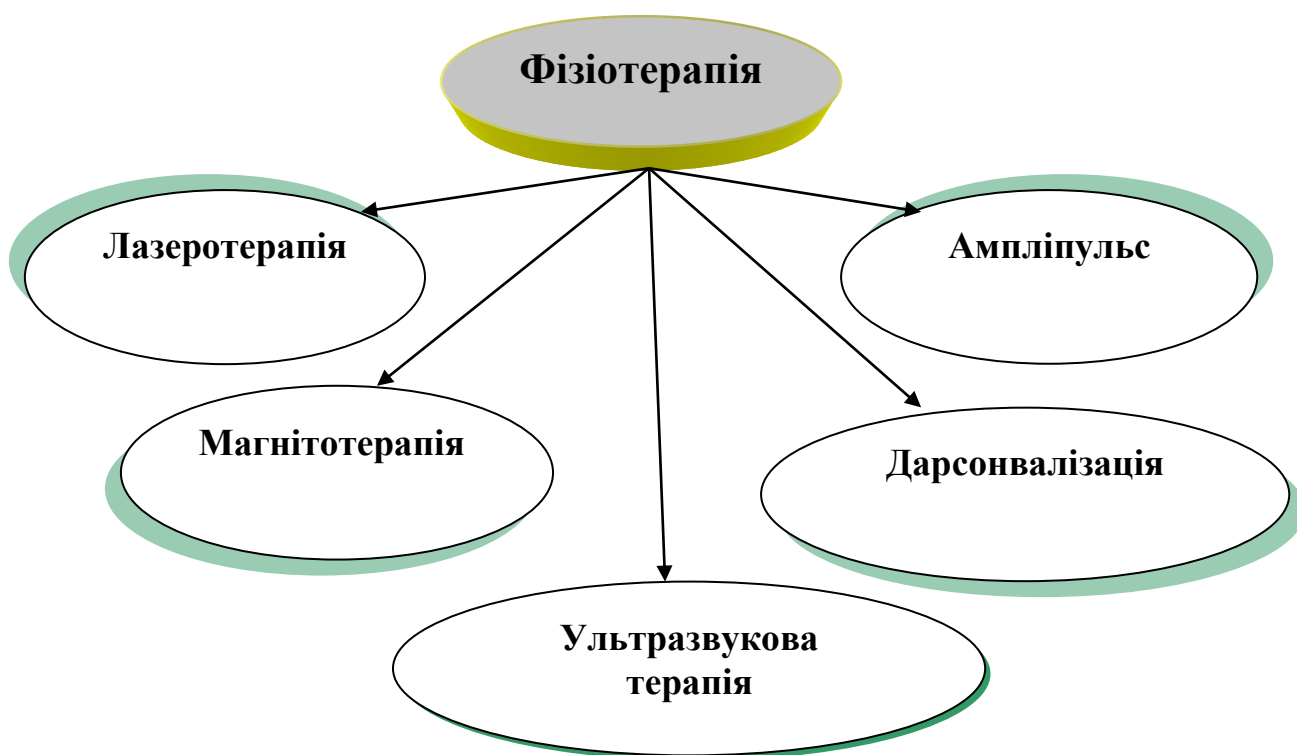 Фізіотерапія
Лазеротерапія
Ампліпульс
Магнітотерапія
Дарсонвалізація
Ультразвукова
терапія